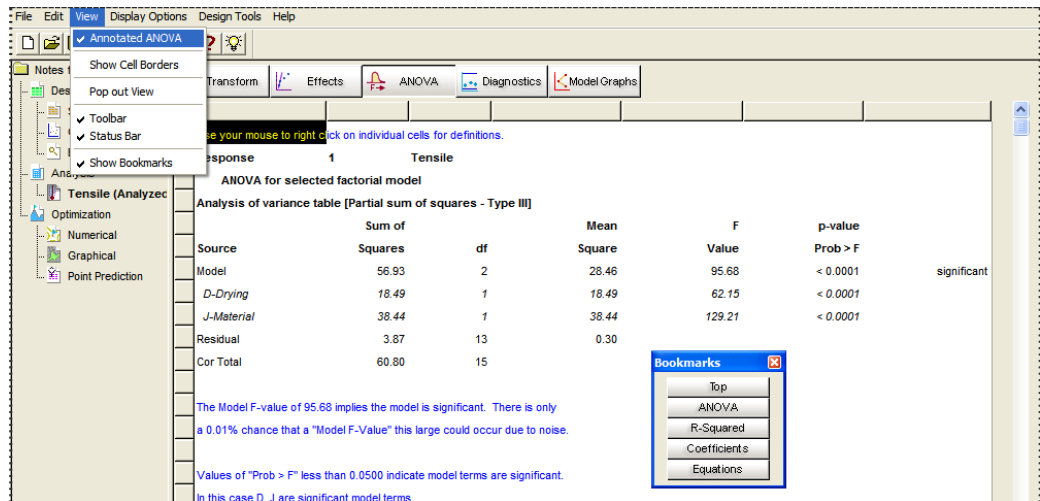 File Edit View Display Options Design Tools Help
Annotated ANOVA
Show Cell Borders
Pop out View
Toolbar
Status Bar
Show Bookmarks
Notes
Des
Analysis
Tensile (Analyzed
Optimization
Numerical
Graphical
Point Prediction
Transform Effects ANOVA Diagnostics Model Graphs
se your mouse to right click on individual cells for definitions.
esponse 1 Tensile
ANOVA for selected factorial model
Analysis of variance table [Partial sum of squares - Type III]
Sum of Mean F p-value
Source Squares df Square Value Prob > F
Model 56.93 2 28.46 95.68 < 0.0001 significant
D-Drying 18.49 1 18.49 62.15 < 0.0001
J-Material 38.44 1 38.44 129.21 < 0.0001
Residual 3.87 13 0.30
Cor Total 60.80 15
The Model F-value of 95.68 implies the model is significant. There is only
a 0.01% chance that a "Model F-Value" this large could occur due to noise.
Values of "Prob > F" less than 0.0500 indicate model terms are significant.
In this case D, J are significant model terms.
Bookmarks
Top
ANOVA
R-Squared
Coefficients
Equations